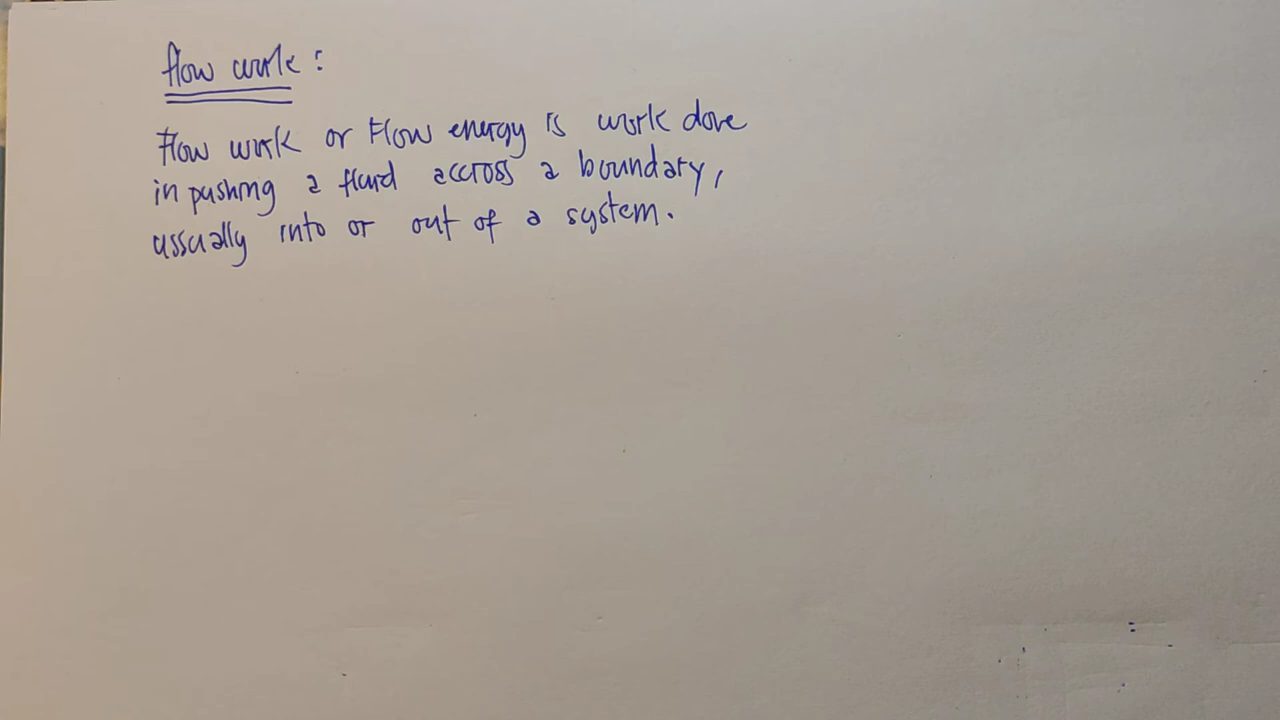 flow work :
Flow work or Flow energy is work done
in pushing a fluid accross a boundary,
ussually into or out of a system.